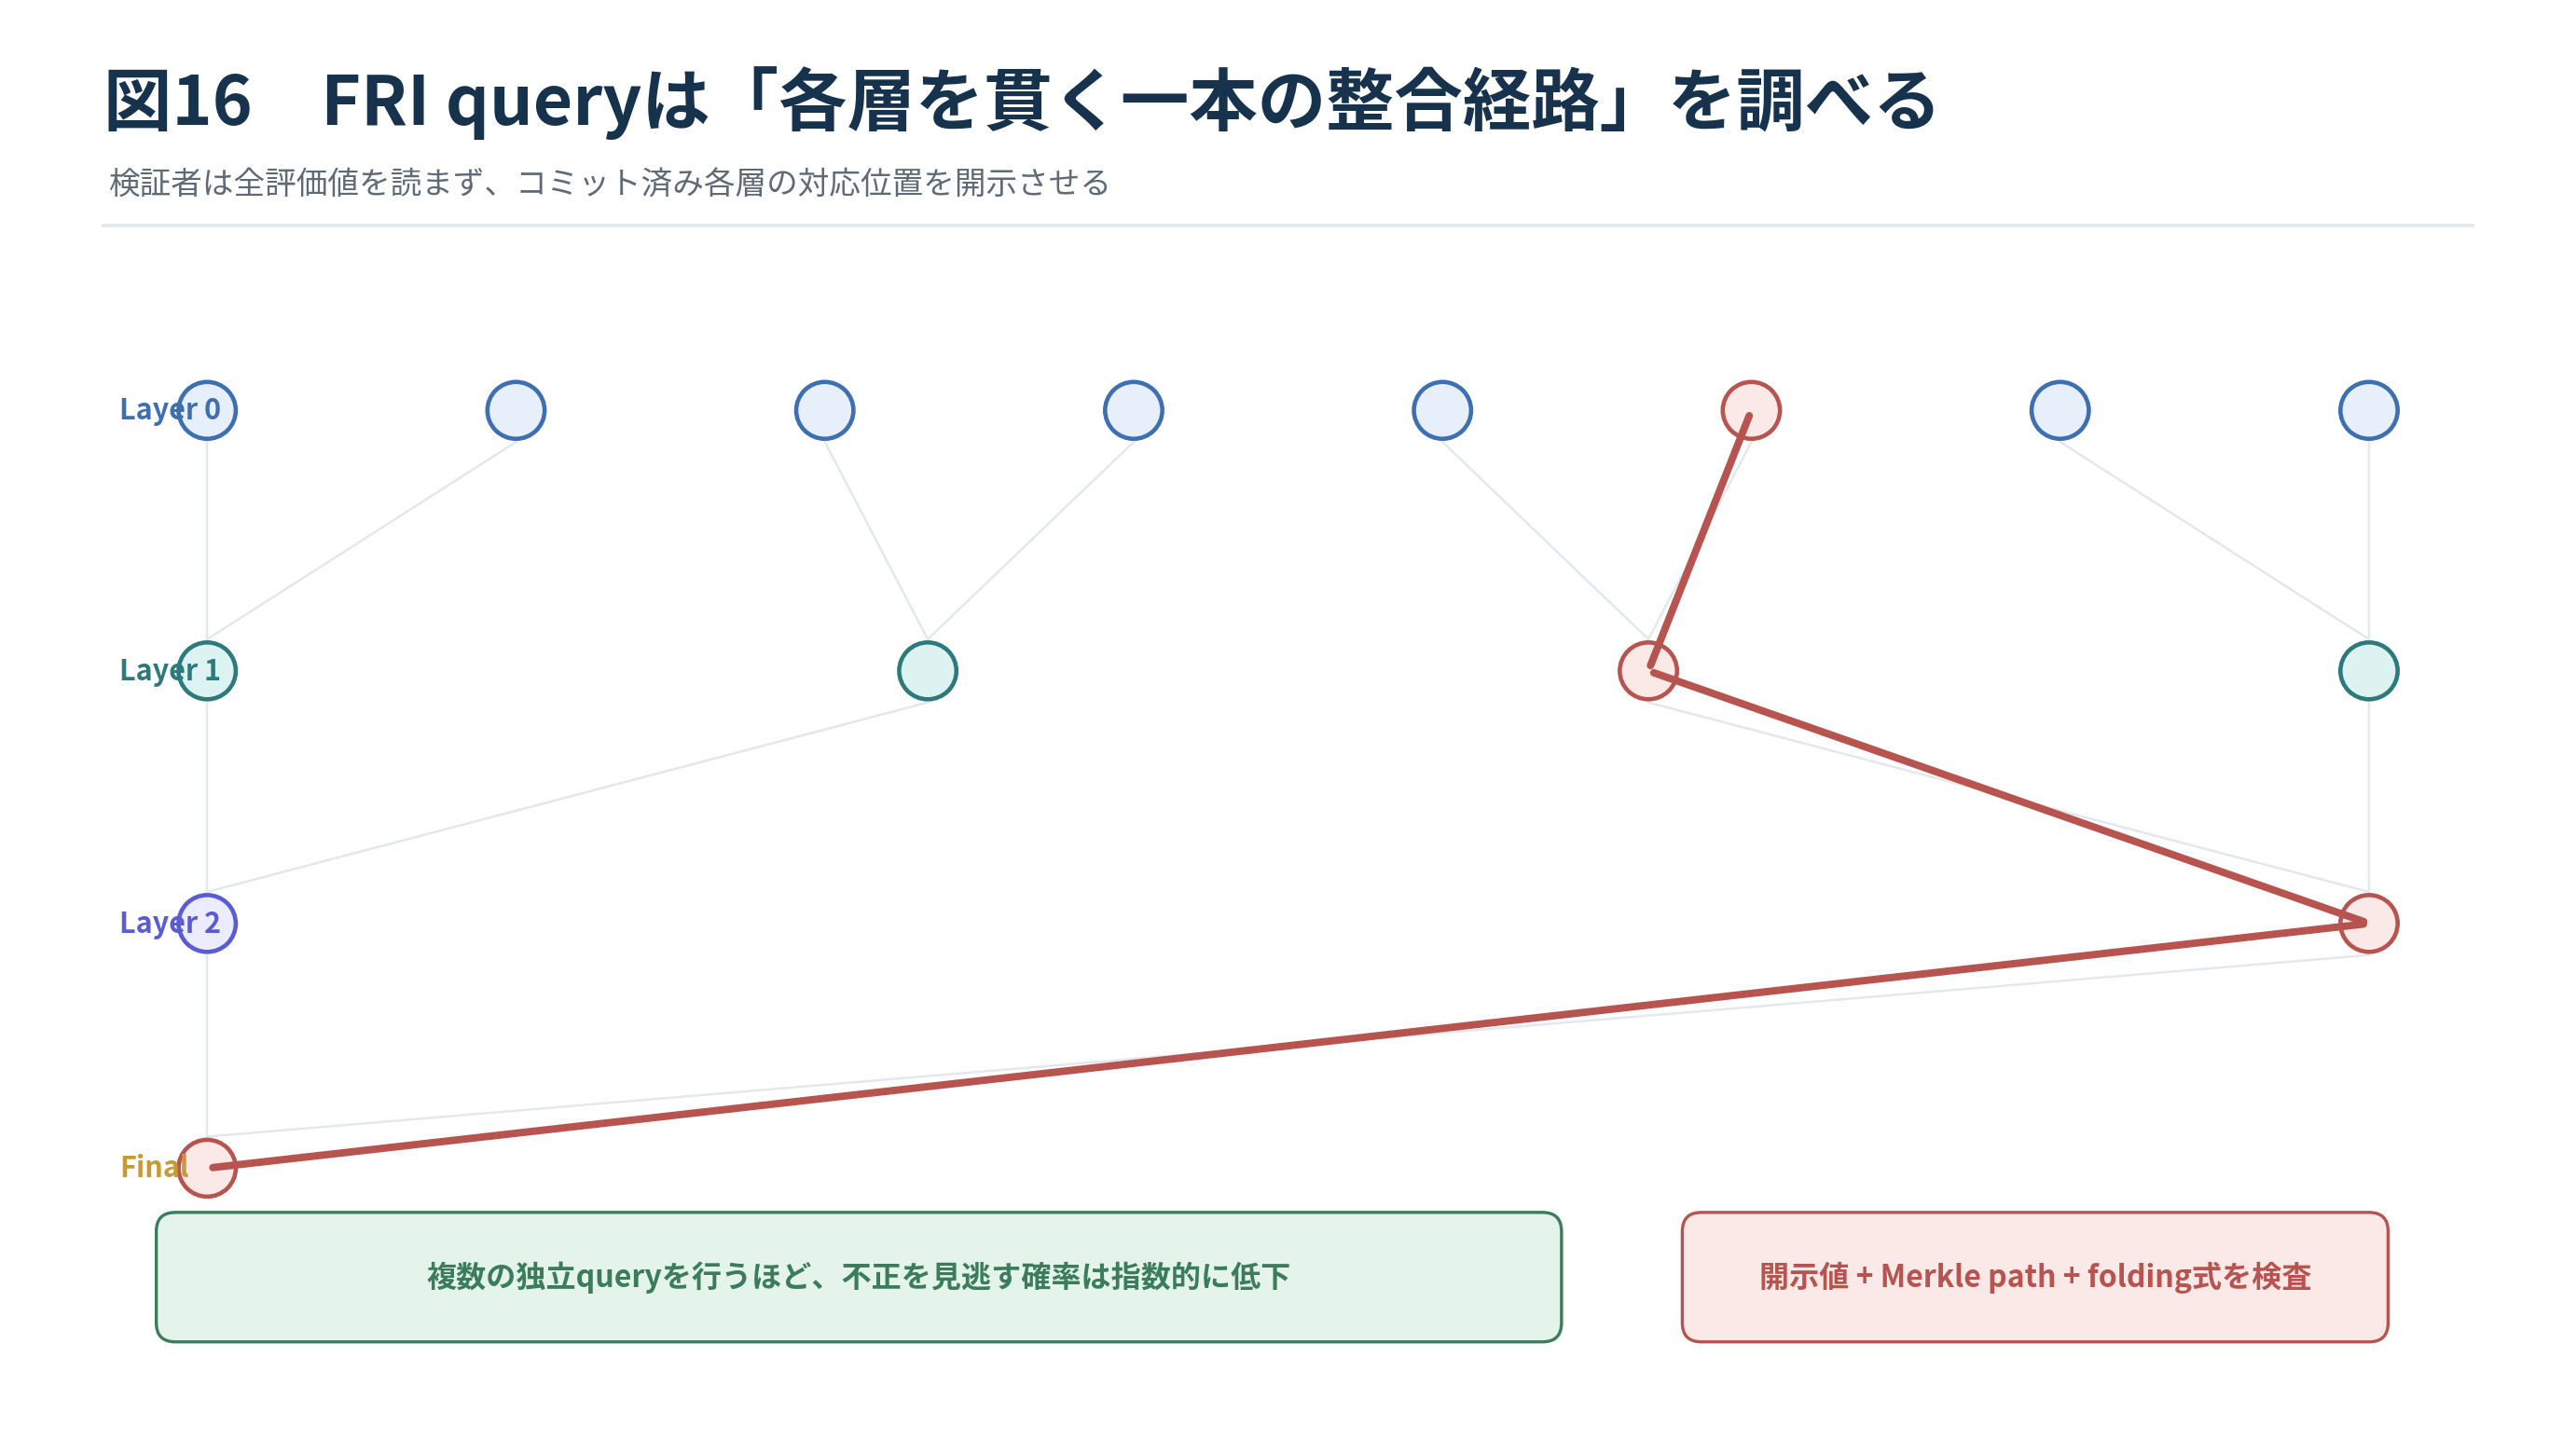 図16　FRI queryは「各層を貫く一本の整合経路」を調べる
検証者は全評価値を読まず、コミット済み各層の対応位置を開示させる
Layer 0
Layer 1
Layer 2
Final
複数の独立queryを行うほど、不正を見逃す確率は指数的に低下
開示値 + Merkle path + folding式を検査